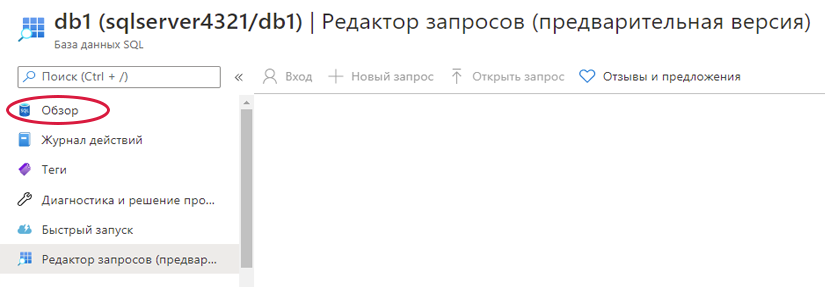 db1 (sqlserver4321/db1) | Редактор запросов (предварительная версия)
База данных SQL
Поиск (Ctrl + /)
«
Вход
Новый запрос
Открыть запрос
Отзывы и предложения
Обзор
Журнал действий
Теги
Диагностика и решение про...
Быстрый запуск
Редактор запросов (предвар...